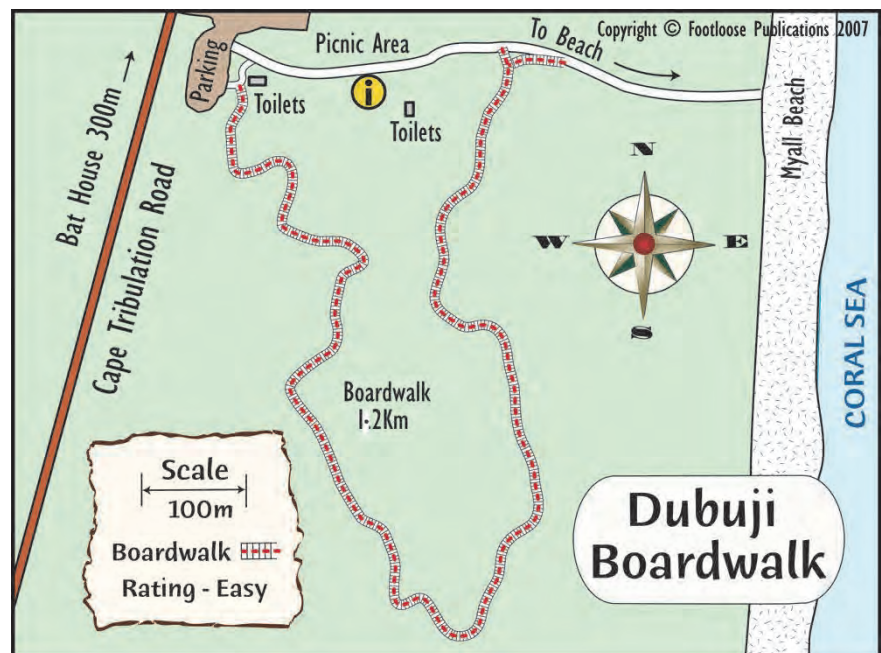 Copyright © Footloose Publications 2007
Picnic Area
To Beach
Parking
Toilets
i
Toilets
Bat House 300m
Cape Tribulation Road
Myall Beach
N
W
E
S
CORAL SEA
Boardwalk
1.2Km
Scale
100m
Boardwalk
Rating - Easy
Dubuji
Boardwalk